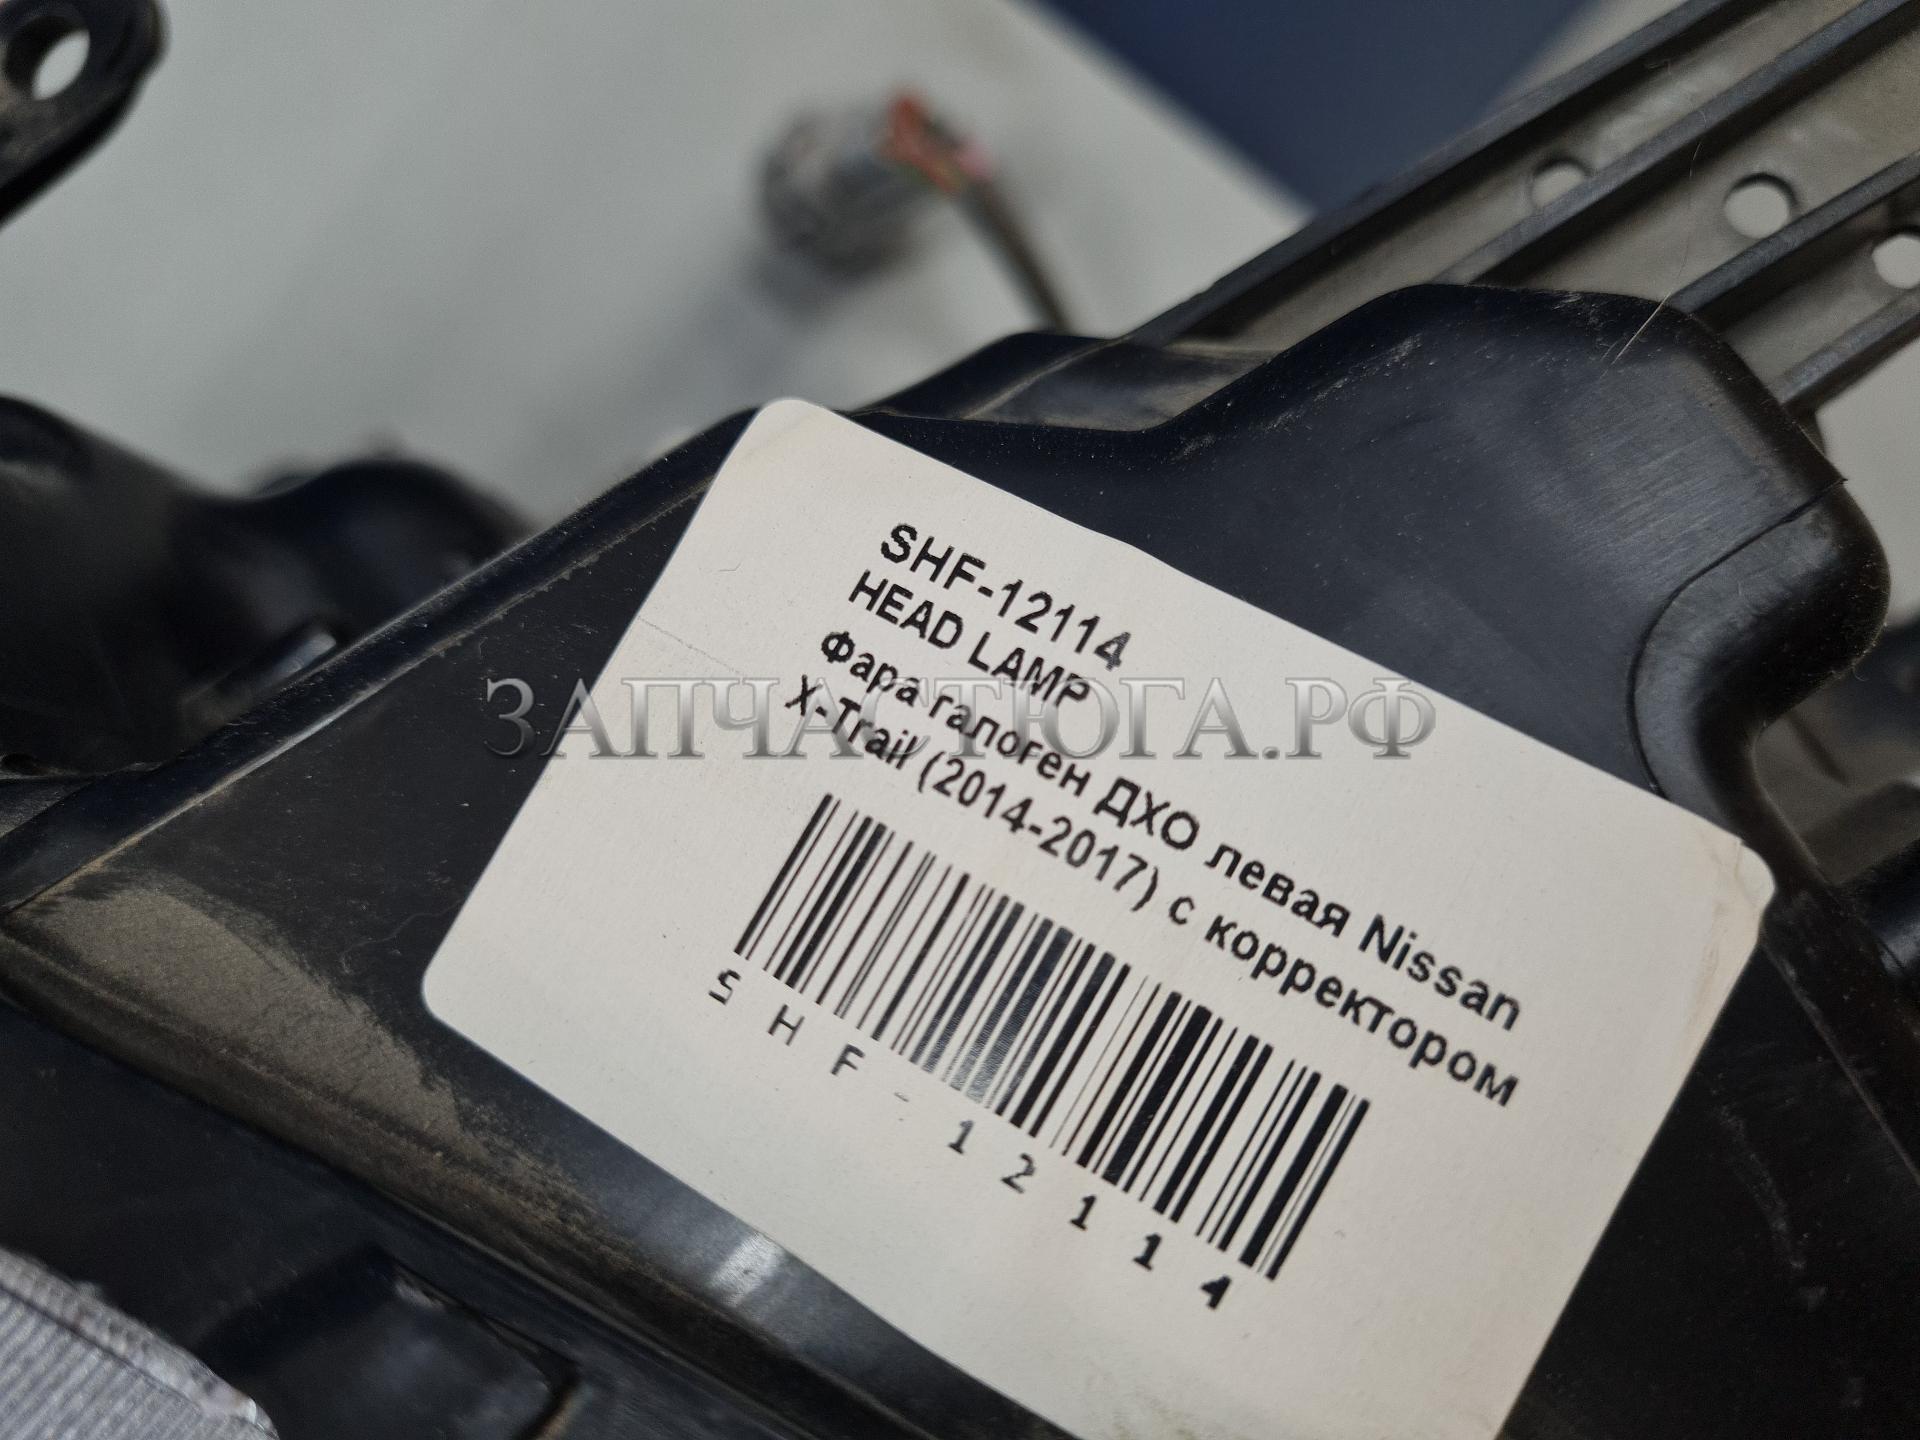 SHF-12114
HEAD LAMP
Фара галоген ДХО левая Nissan
X-Trail (2014-2017) с корректором
SHF-12114
ЗАПЧАСТЮГА.РФ